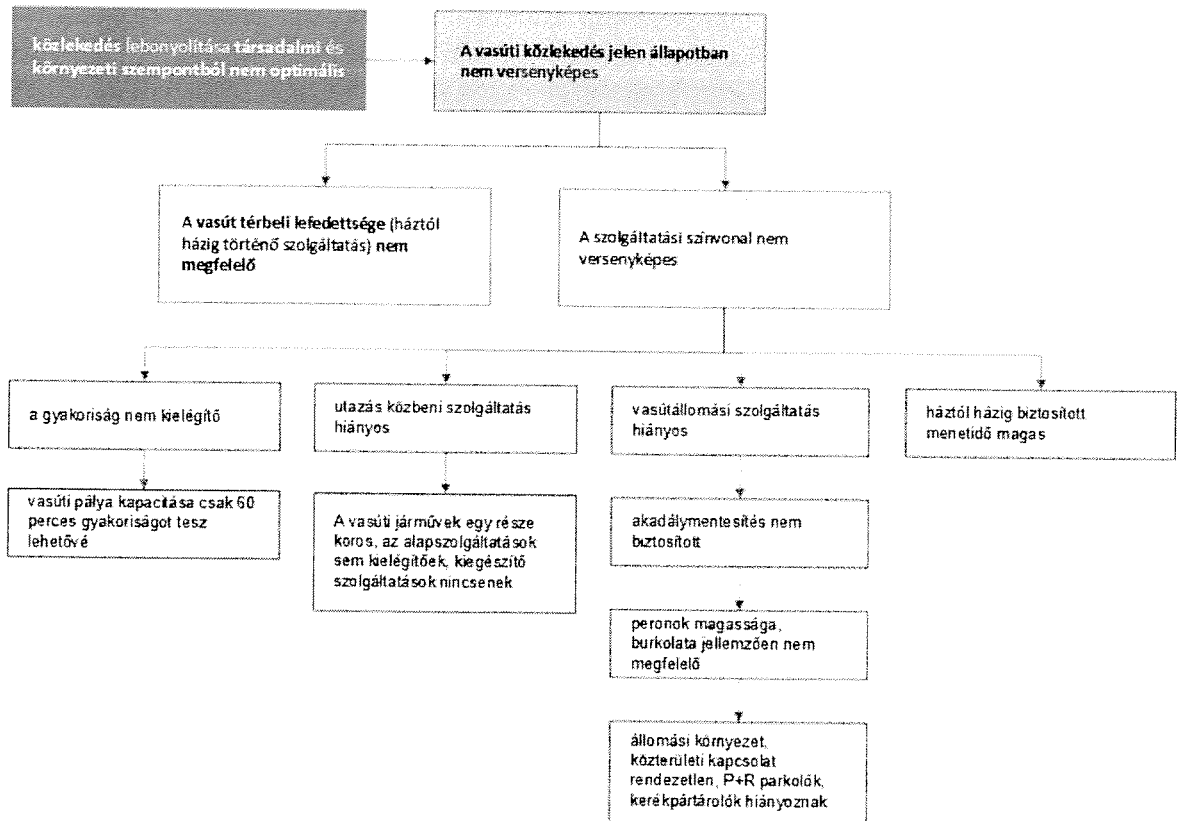 közlekedés lebonyolítása társadalmi és
környezeti szempontból nem optimális
A vasúti közlekedés jelen állapotban
nem versenyképes
A vasút térbeli lefedettsége (háztól
házig történő szolgáltatás) nem
megfelelő
A szolgáltatási színvonal nem
versenyképes
a gyakoriság nem kielégítő
utazás közbeni szolgáltatás
hiányos
vasútállomási szolgáltatás
hiányos
háztól házig biztosított
menetidő magas
vasúti pálya kapacitása csak 60
perces gyakoriságot tesz
lehetővé
A vasúti járművek egy része
koros, az alapszolgáltatások
sem kielégítőek, kiegészítő
szolgáltatások nincsenek
akadálymentesítés nem
biztosított
peronok magassága,
burkolata jellemzően nem
megfelelő
állomási környezet,
közterületi kapcsolat
rendezetlen, P+R parkolók,
kerékpártárolók hiányoznak